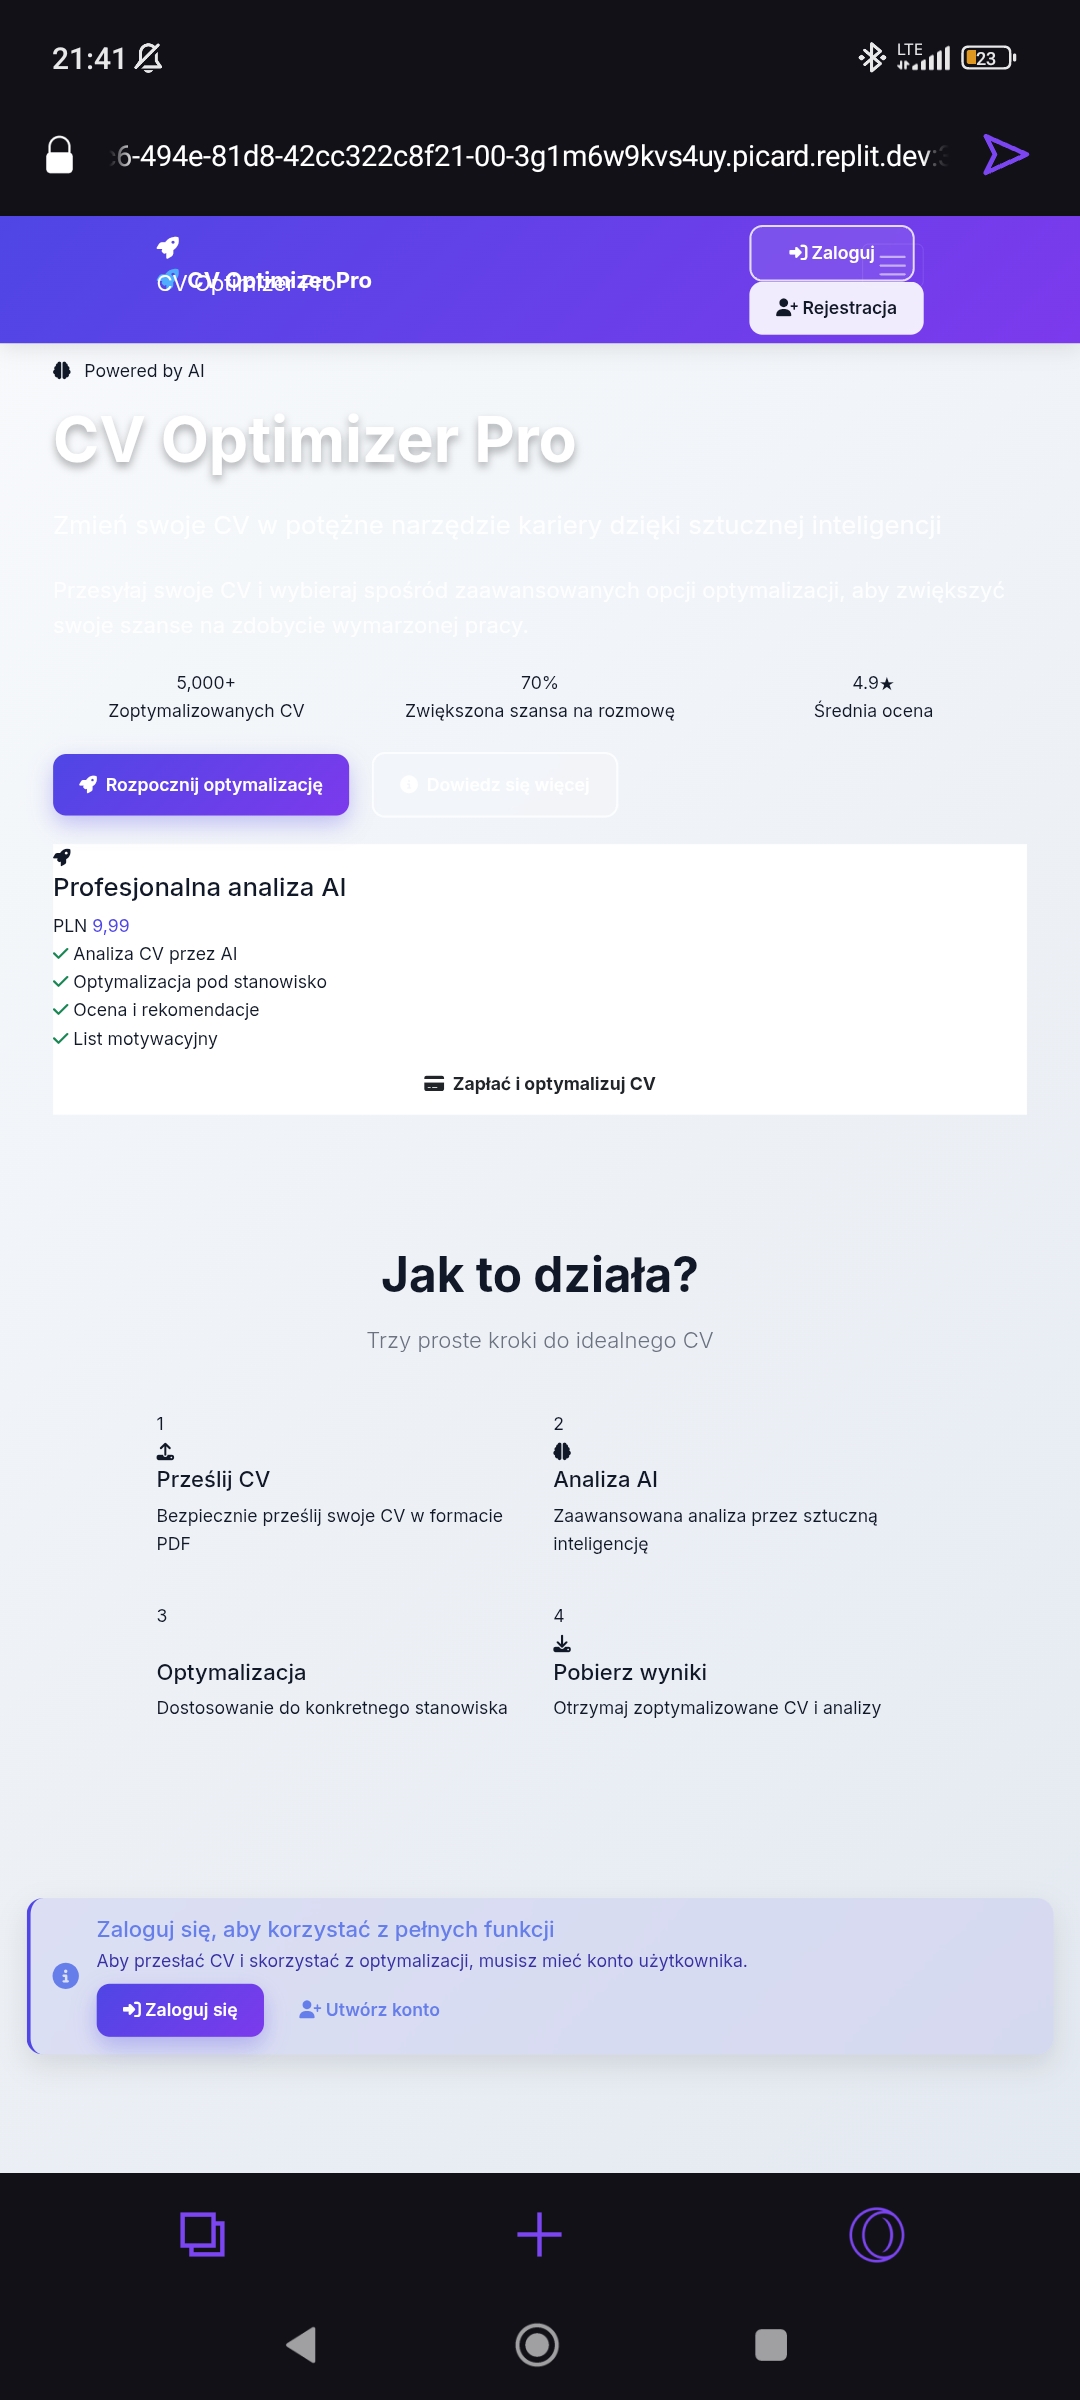 21:41
LTE
23
6-494e-81d8-42cc322c8f21-00-3g1m6w9kvs4uy.picard.replit.dev
CV Optimizer Pro
CV Optimizer Pro
Zaloguj
Rejestracja
Powered by AI
CV Optimizer Pro
Zmień swoje CV w potężne narzędzie kariery dzięki sztucznej inteligencji
Przesyłaj swoje CV i wybieraj spośród zaawansowanych opcji optymalizacji, aby zwiększyć
swoje szanse na zdobycie wymarzonej pracy.
5,000+ 70% 4.9★
Zoptymalizowanych CV Zwiększona szansa na rozmowę Średnia ocena
Rozpocznij optymalizację Dowiedz się więcej
Profesjonalna analiza AI
PLN 9,99
Analiza CV przez AI
Optymalizacja pod stanowisko
Ocena i rekomendacje
List motywacyjny
Zapłać i optymalizuj CV
Jak to działa?
Trzy proste kroki do idealnego CV
1
Prześlij CV
Bezpiecznie prześlij swoje CV w formacie
PDF
2
Analiza AI
Zaawansowana analiza przez sztuczną
inteligencję
3
Optymalizacja
Dostosowanie do konkretnego stanowiska
4
Pobierz wyniki
Otrzymaj zoptymalizowane CV i analizy
Zaloguj się, aby korzystać z pełnych funkcji
Aby przesłać CV i skorzystać z optymalizacji, musisz mieć konto użytkownika.
Zaloguj się Utwórz konto